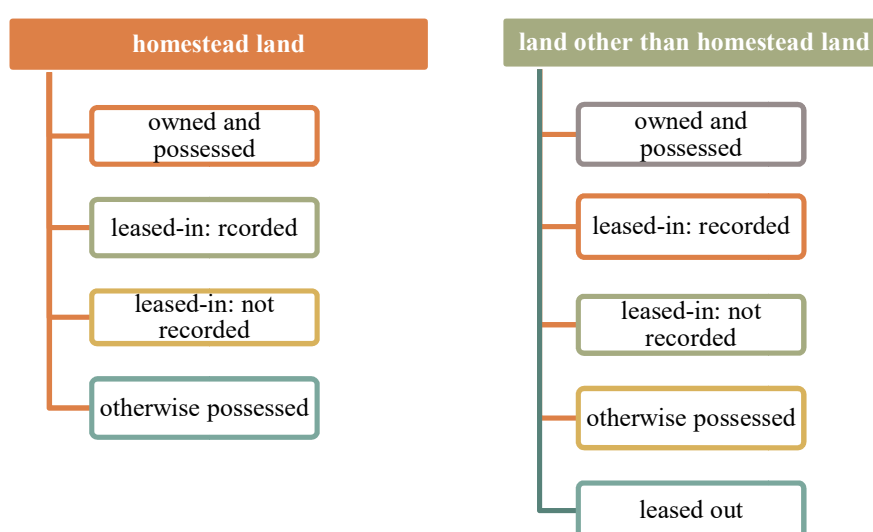 homestead land
owned and
possessed
leased-in: rcorded
leased-in: not
recorded
otherwise possessed
land other than homestead land
owned and
possessed
leased-in: recorded
leased-in: not
recorded
otherwise possessed
leased out